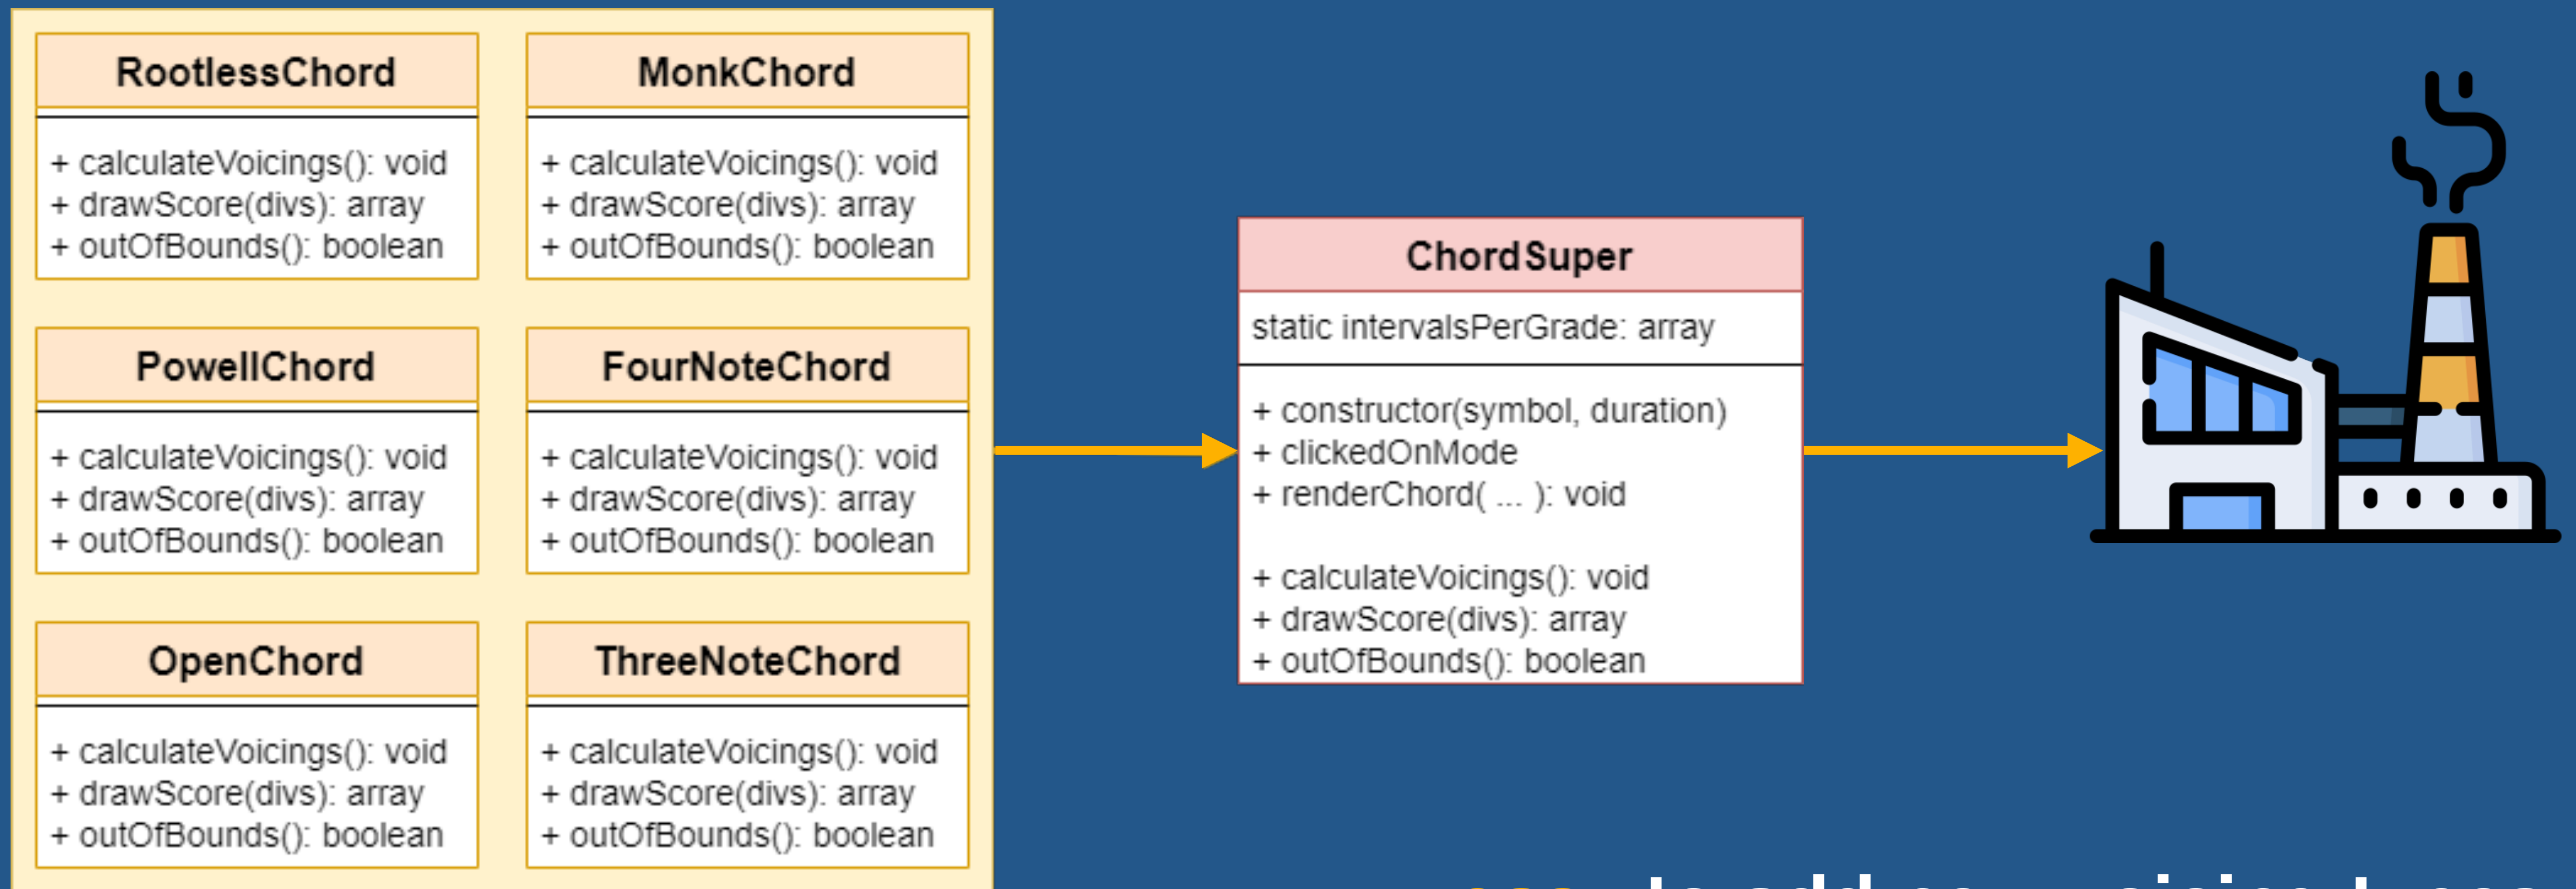 RootlessChord
+ calculateVoicings(): void
+ drawScore(divs): array
+ outOfBounds(): boolean
MonkChord
+ calculateVoicings(): void
+ drawScore(divs): array
+ outOfBounds(): boolean
PowellChord
+ calculateVoicings(): void
+ drawScore(divs): array
+ outOfBounds(): boolean
FourNoteChord
+ calculateVoicings(): void
+ drawScore(divs): array
+ outOfBounds(): boolean
OpenChord
+ calculateVoicings(): void
+ drawScore(divs): array
+ outOfBounds(): boolean
ThreeNoteChord
+ calculateVoicings(): void
+ drawScore(divs): array
+ outOfBounds(): boolean
ChordSuper
static intervalsPerGrade: array
+ constructor(symbol, duration)
+ clickedOnMode
+ renderChord( ... ): void
+ calculateVoicings(): void
+ drawScore(divs): array
+ outOfBounds(): boolean
to add